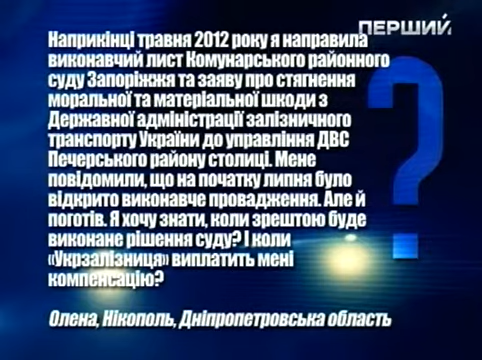 ПЕРШИЙ
Наприкінці травня 2012 року я направила
виконавчий лист Комунарського районного
суду Запоріжжя та заяву про стягнення
моральної та матеріальної шкоди з
Державної адміністрації залізничного
транспорту України до управління ДВС
Печерського району столиці. Мене
повідомили, що на початку липня було
відкрито виконавче провадження. Але й
поготів. Я хочу знати, коли зрештою буде
виконане рішення суду? І коли
«Укрзалізниця» виплатить мені
компенсацію?
Олена, Нікополь, Дніпропетровська область
?